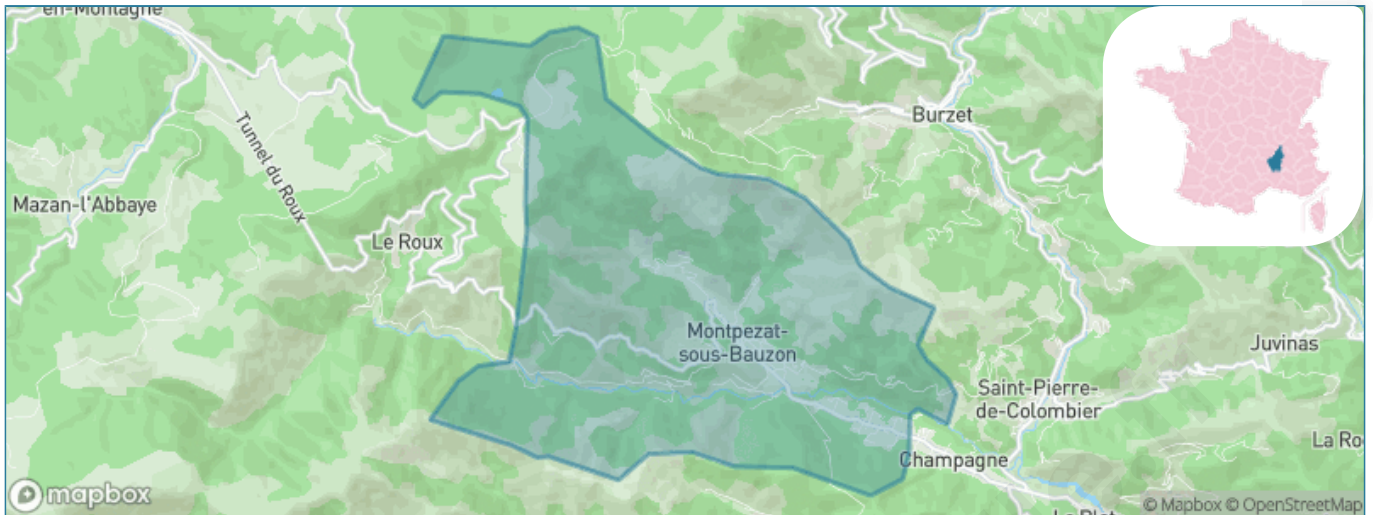 en-Montagne
Burzet
Tunnel du Roux
Mazan-l'Abbaye
Le Roux
Montpezat-
sous-Bauzon
Juvinas
Saint-Pierre-
de-Colombier
La Ro
Champagne
mapbox
© Mapbox © OpenStreetMap